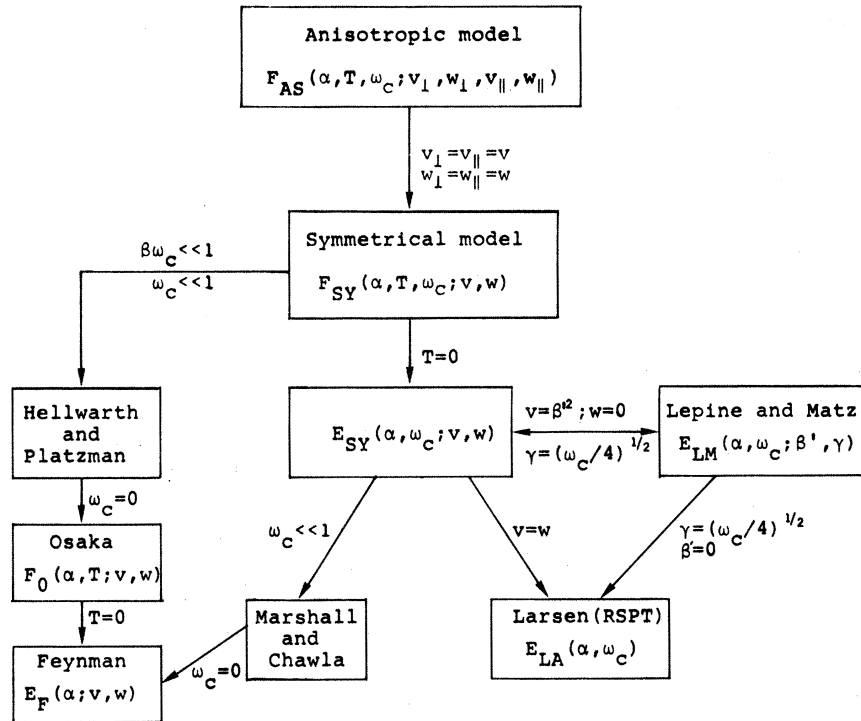 Anisotropic model
F_AS(α,T,ω_c;v_⊥,w_⊥,v_∥,w_∥)
v_⊥=v_∥=v
w_⊥=w_∥=w
Symmetrical model
F_SY(α,T,ω_c;v,w)
βω_c<<1
ω_c<<1
T=0
Hellwarth
and
Platzman
E_SY(α,ω_c;v,w)
v=β'²;w=0
γ=(ω_c/4)^1/2
Lepine and Matz
E_LM(α,ω_c;β',γ)
ω_c=0
Osaka
F_0(α,T;v,w)
ω_c<<1
v=w
γ=(ω_c/4)^1/2
β'=0
T=0
Marshall
and
Chawla
Larsen(RSPT)
E_LA(α,ω_c)
ω_c=0
Feynman
E_F(α;v,w)